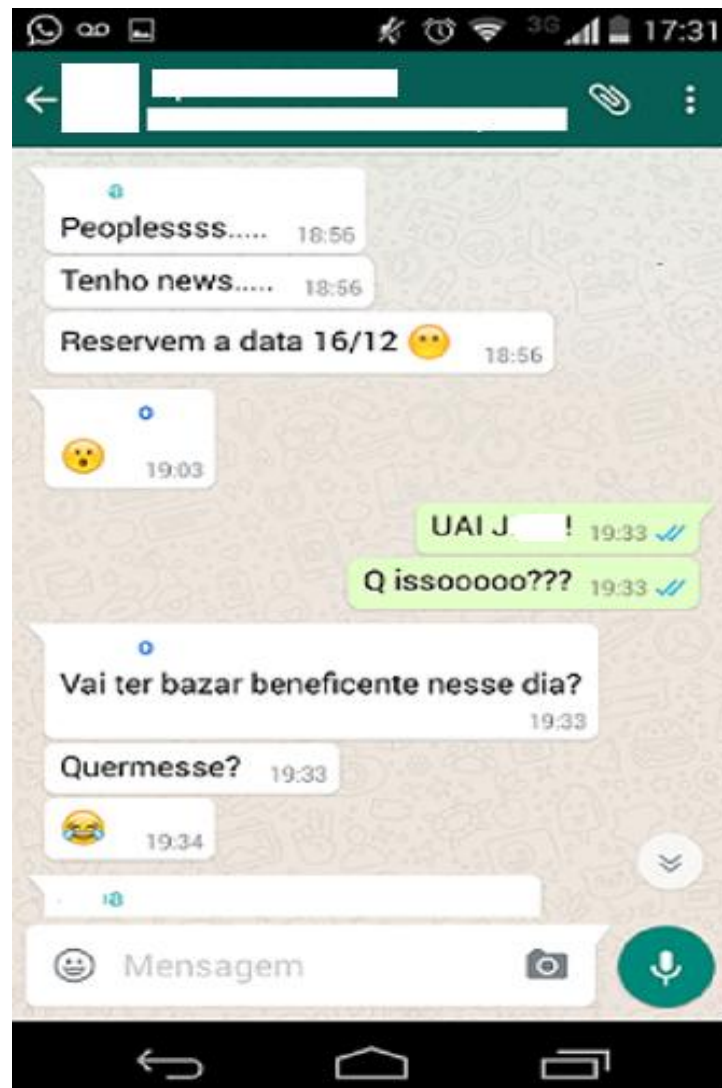 3G 17:31
a
Peoplessss..... 18:56
Tenho news..... 18:56
Reservem a data 16/12 😶 18:56
o
😮 19:03
UAI J ! 19:33
Q issooooo??? 19:33
o
Vai ter bazar beneficente nesse dia?
19:33
Quermesse? 19:33
😂 19:34
a
Mensagem